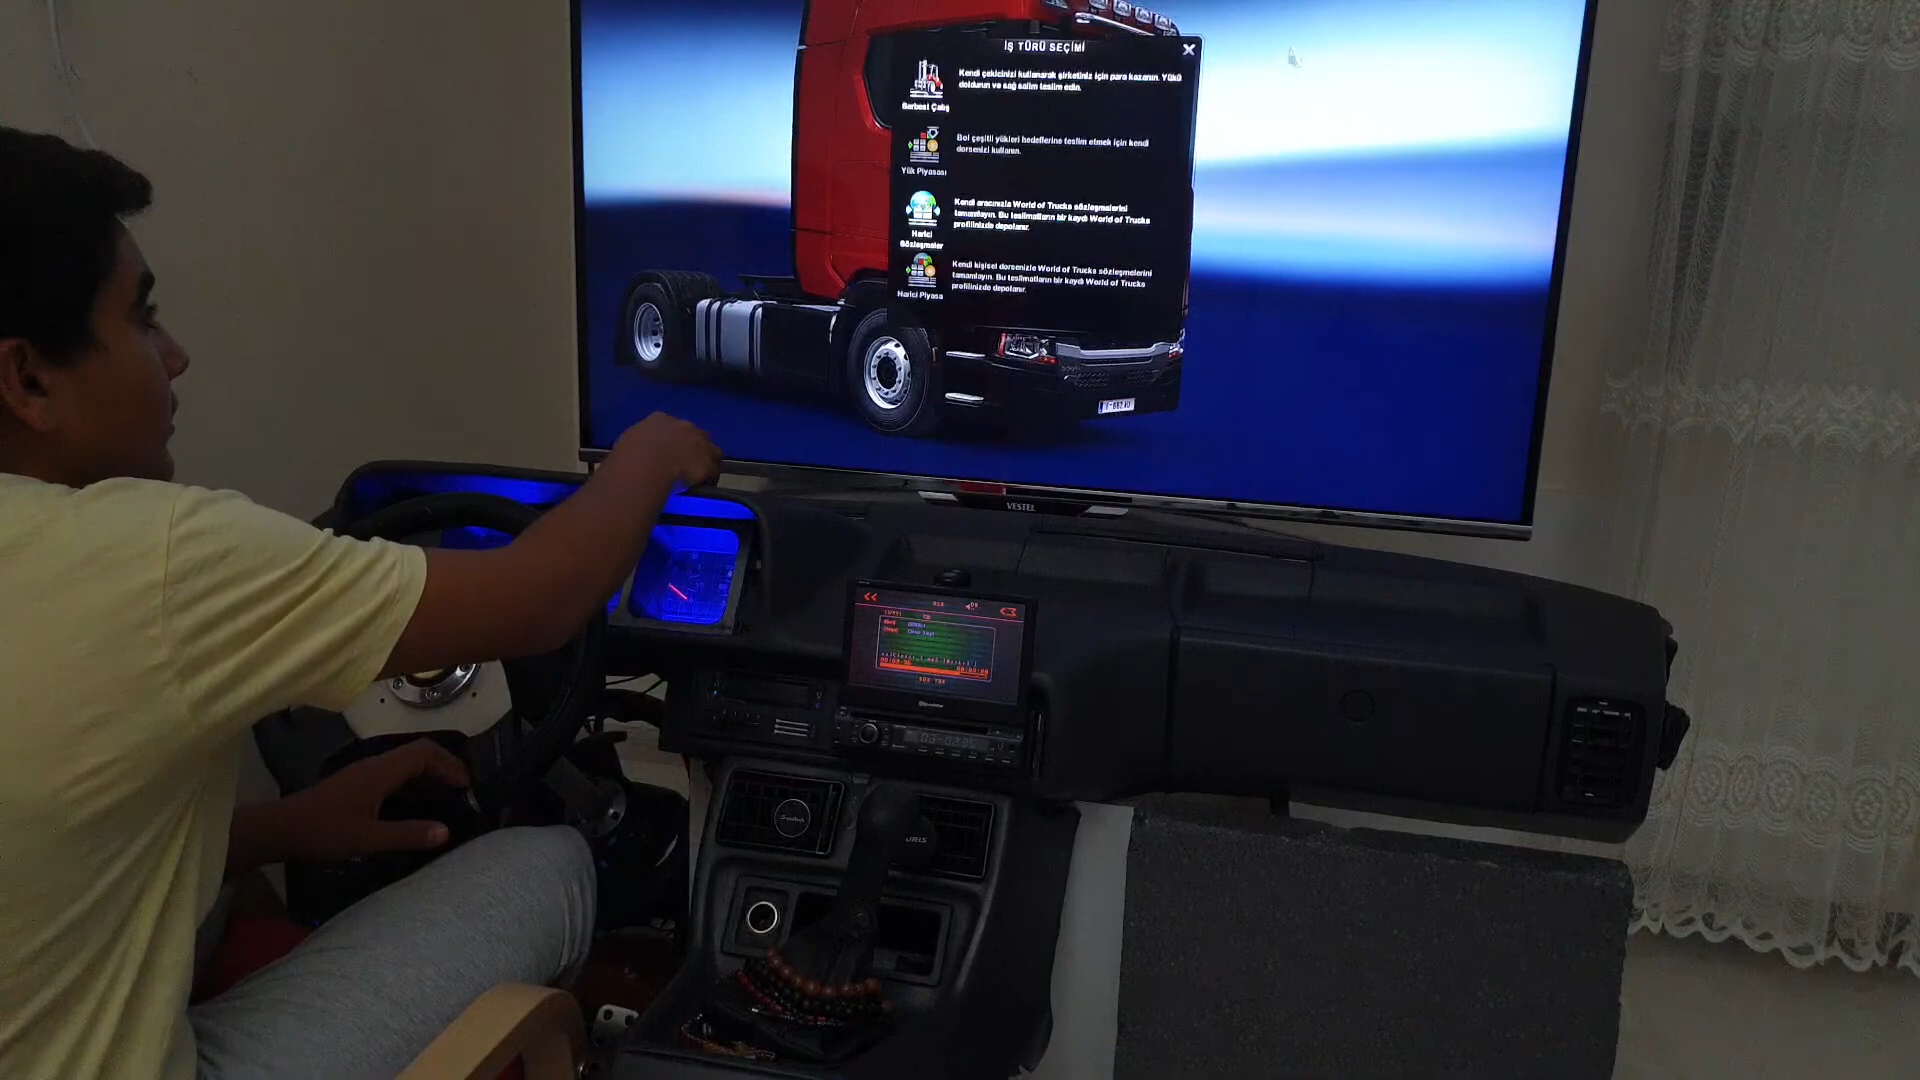 İŞ TÜRÜ SEÇİMİ
Kendi çekicinizi kullanarak şirketiniz için para kazanın. Yükü
doldurun ve sağ salim teslim edin.
Serbest Çalış
Bol çeşitli yükleri hedeflerine teslim etmek için kendi
dorsenizi kullanın.
Yük Piyasası
Kendi aracınızla World of Trucks sözleşmelerini
tamamlayın. Bu teslimatların bir kaydı World of Trucks
profilinizde depolanır.
Harici
Sözleşmeler
Kendi kişisel dorsenizle World of Trucks sözleşmelerini
tamamlayın. Bu teslimatların bir kaydı World of Trucks
profilinizde depolanır.
Harici Piyasa
VESTEL